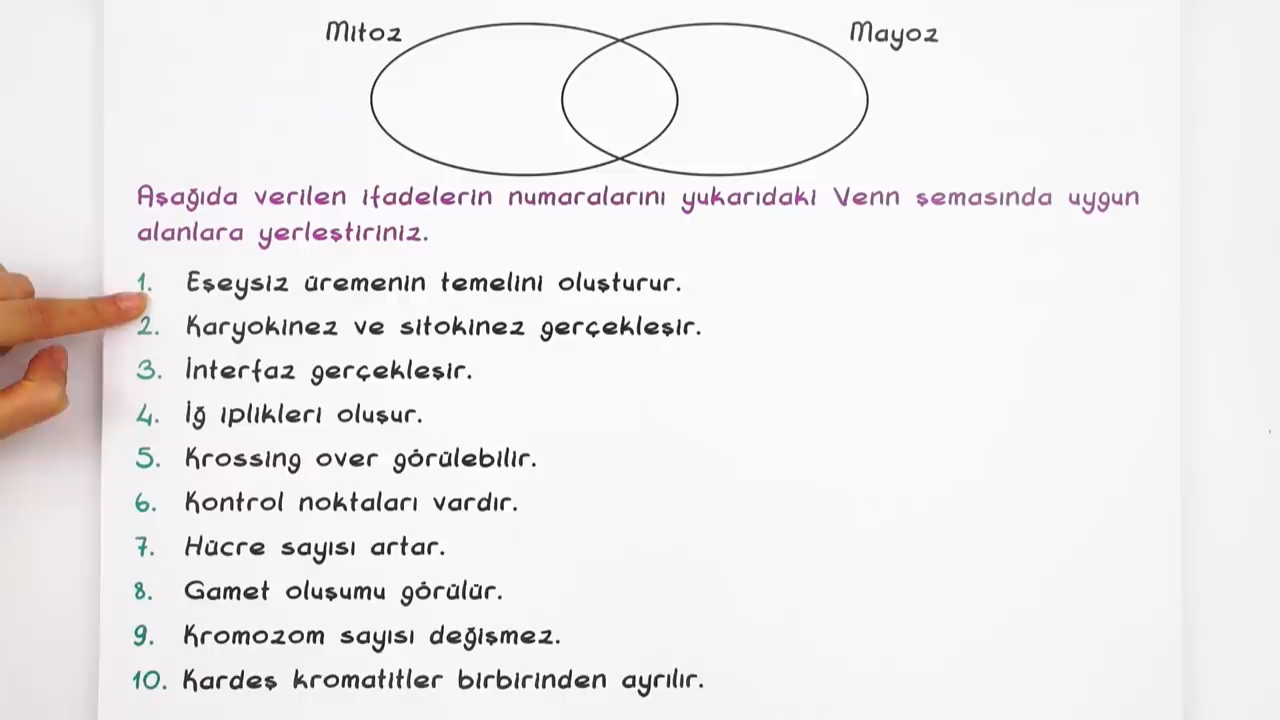 Mitoz
Mayoz
Aşağıda verilen ifadelerin numaralarını yukarıdaki Venn şemasında uygun
alanlara yerleştiriniz.
1. Eşeysiz üremenin temelini oluşturur.
2. Karyokinez ve sitokinez gerçekleşir.
3. İnterfaz gerçekleşir.
4. İğ iplikleri oluşur.
5. Krossing over görülebilir.
6. Kontrol noktaları vardır.
7. Hücre sayısı artar.
8. Gamet oluşumu görülür.
9. Kromozom sayısı değişmez.
10. Kardeş kromatitler birbirinden ayrılır.